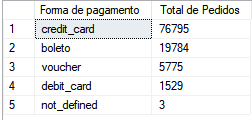 Forma de pagamento Total de Pedidos
1 credit_card 76795
2 boleto 19784
3 voucher 5775
4 debit_card 1529
5 not_defined 3